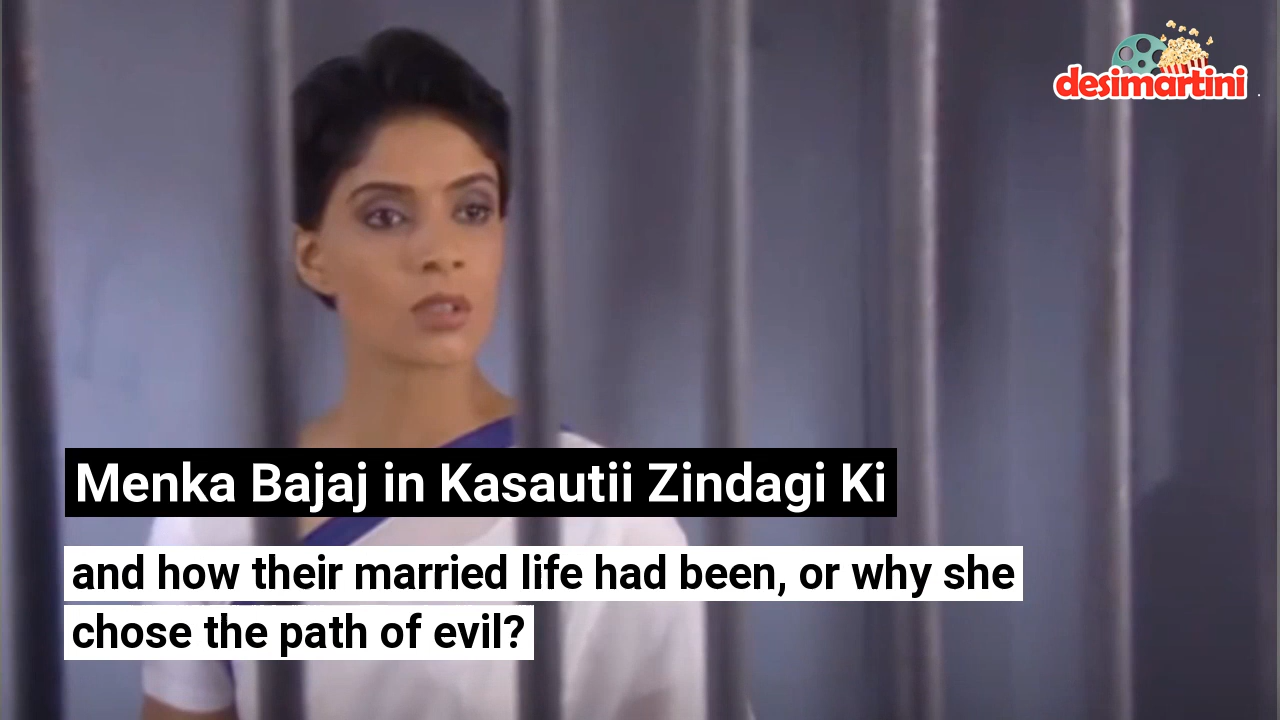 desimartini
Menka Bajaj in Kasautii Zindagi Ki
and how their married life had been, or why she
chose the path of evil?